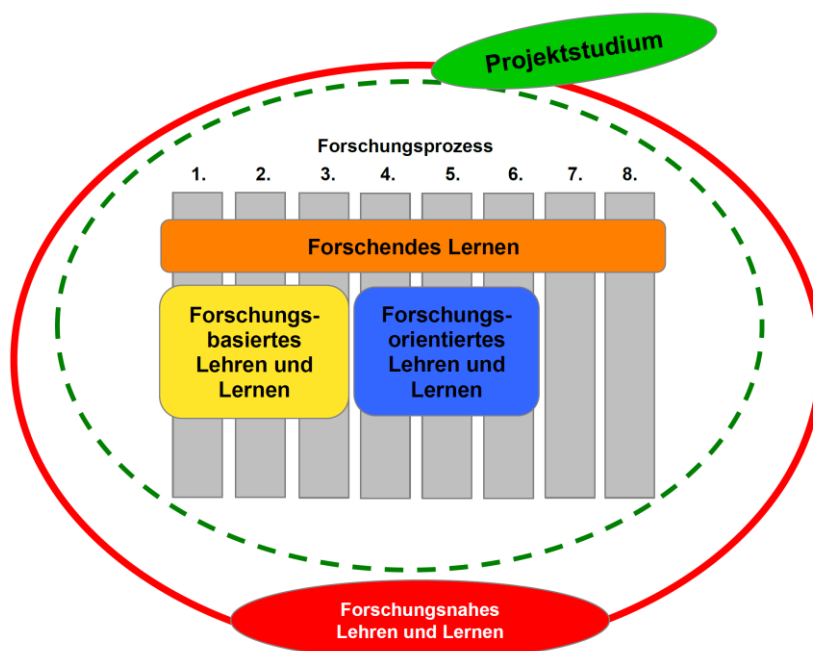 Projektstudium
Forschungsprozess
1. 2. 3. 4. 5. 6. 7. 8.
Forschendes Lernen
Forschungs-
basiertes
Lehren und
Lernen
Forschungs-
orientiertes
Lehren und
Lernen
Forschungsnahes
Lehren und Lernen